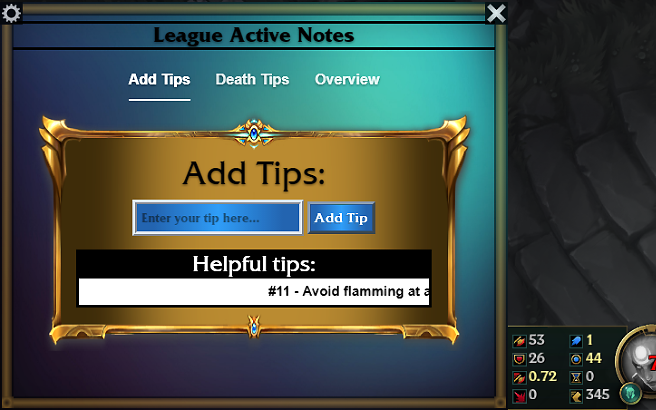 League Active Notes
Add Tips Death Tips Overview
Add Tips:
Enter your tip here...
Add Tip
Helpful tips:
#11 - Avoid flamming at a
53 1
26 44
0.72 0
0 345
7